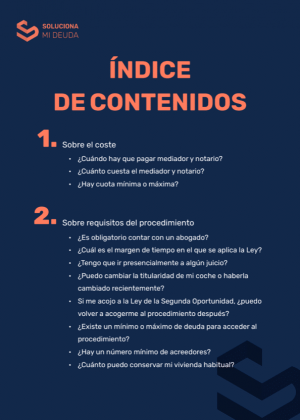 SOLUCIONA
MI DEUDA
ÍNDICE
DE CONTENIDOS
1. Sobre el coste
• ¿Cuándo hay que pagar mediador y notario?
• ¿Cuánto cuesta el mediador y notario?
• ¿Hay cuota mínima o máxima?
2. Sobre requisitos del procedimiento
• ¿Es obligatorio contar con un abogado?
• ¿Cuál es el margen de tiempo en el que se aplica la Ley?
• ¿Tengo que ir presencialmente a algún juicio?
• ¿Puedo cambiar la titularidad de mi coche o haberla
cambiado recientemente?
• Si me acojo a la Ley de la Segunda Oportunidad, ¿puedo
volver a acogerme al procedimiento después?
• ¿Existe un mínimo o máximo de deuda para acceder al
procedimiento?
• ¿Hay un número mínimo de acreedores?
• ¿Cuánto puedo conservar mi vivienda habitual?